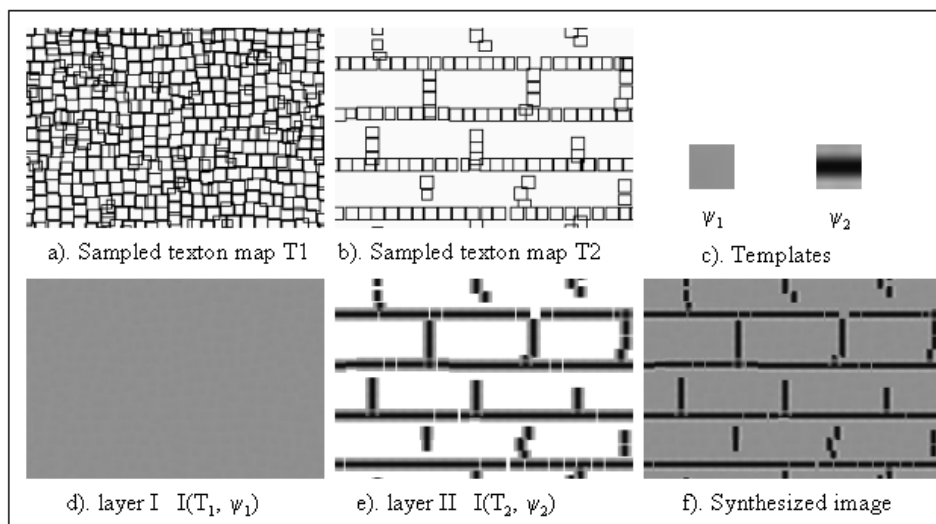 ψ1
ψ2
a). Sampled texton map T1
b). Sampled texton map T2
c). Templates
d). layer I I(T1, ψ1)
e). layer II I(T2, ψ2)
f). Synthesized image